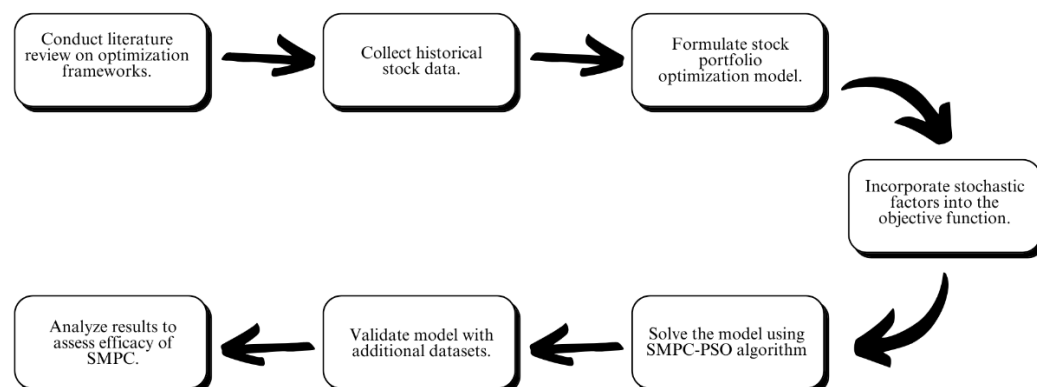 Conduct literature
review on optimization
frameworks.
Collect historical
stock data.
Formulate stock
portfolio
optimization model.
Incorporate stochastic
factors into the
objective function.
Solve the model using
SMPC-PSO algorithm
Validate model with
additional datasets.
Analyze results to
assess efficacy of
SMPC.